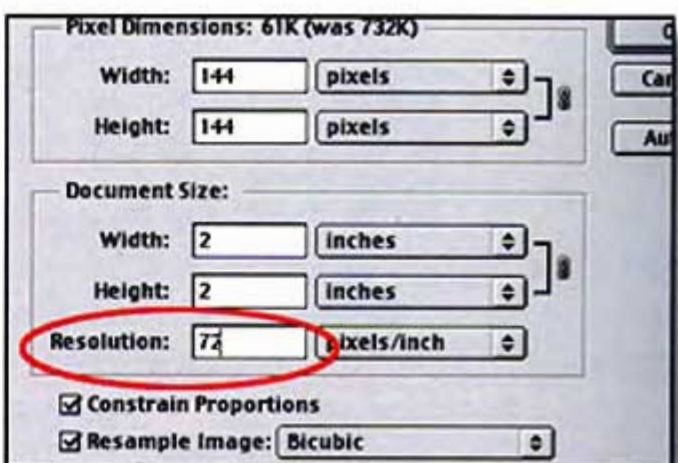 Pixel Dimensions: 61K (was 732K)
Width: 144 pixels
Height: 144 pixels
Document Size:
Width: 2 inches
Height: 2 inches
Resolution: 72 pixels/inch
Constrain Proportions
Resample Image: Bicubic